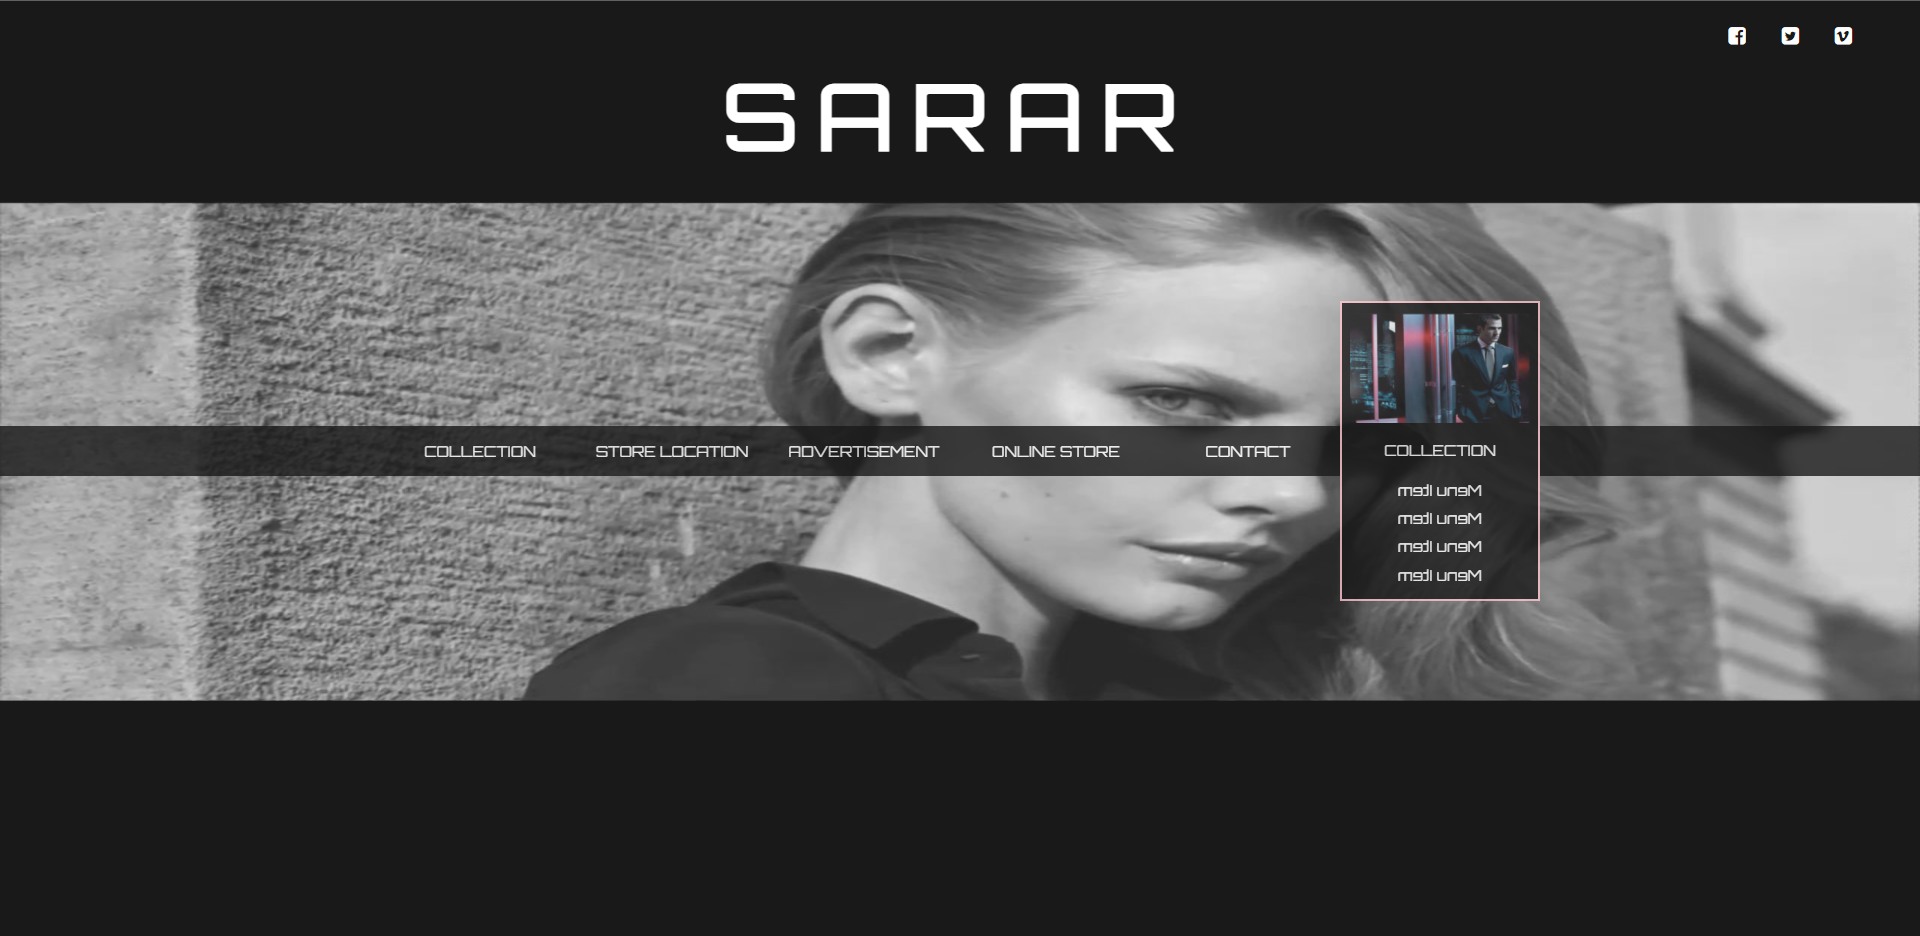 SARAR
COLLECTION STORE LOCATION ADVERTISEMENT ONLINE STORE CONTACT COLLECTION
Menu Item
Menu Item
Menu Item
Menu Item